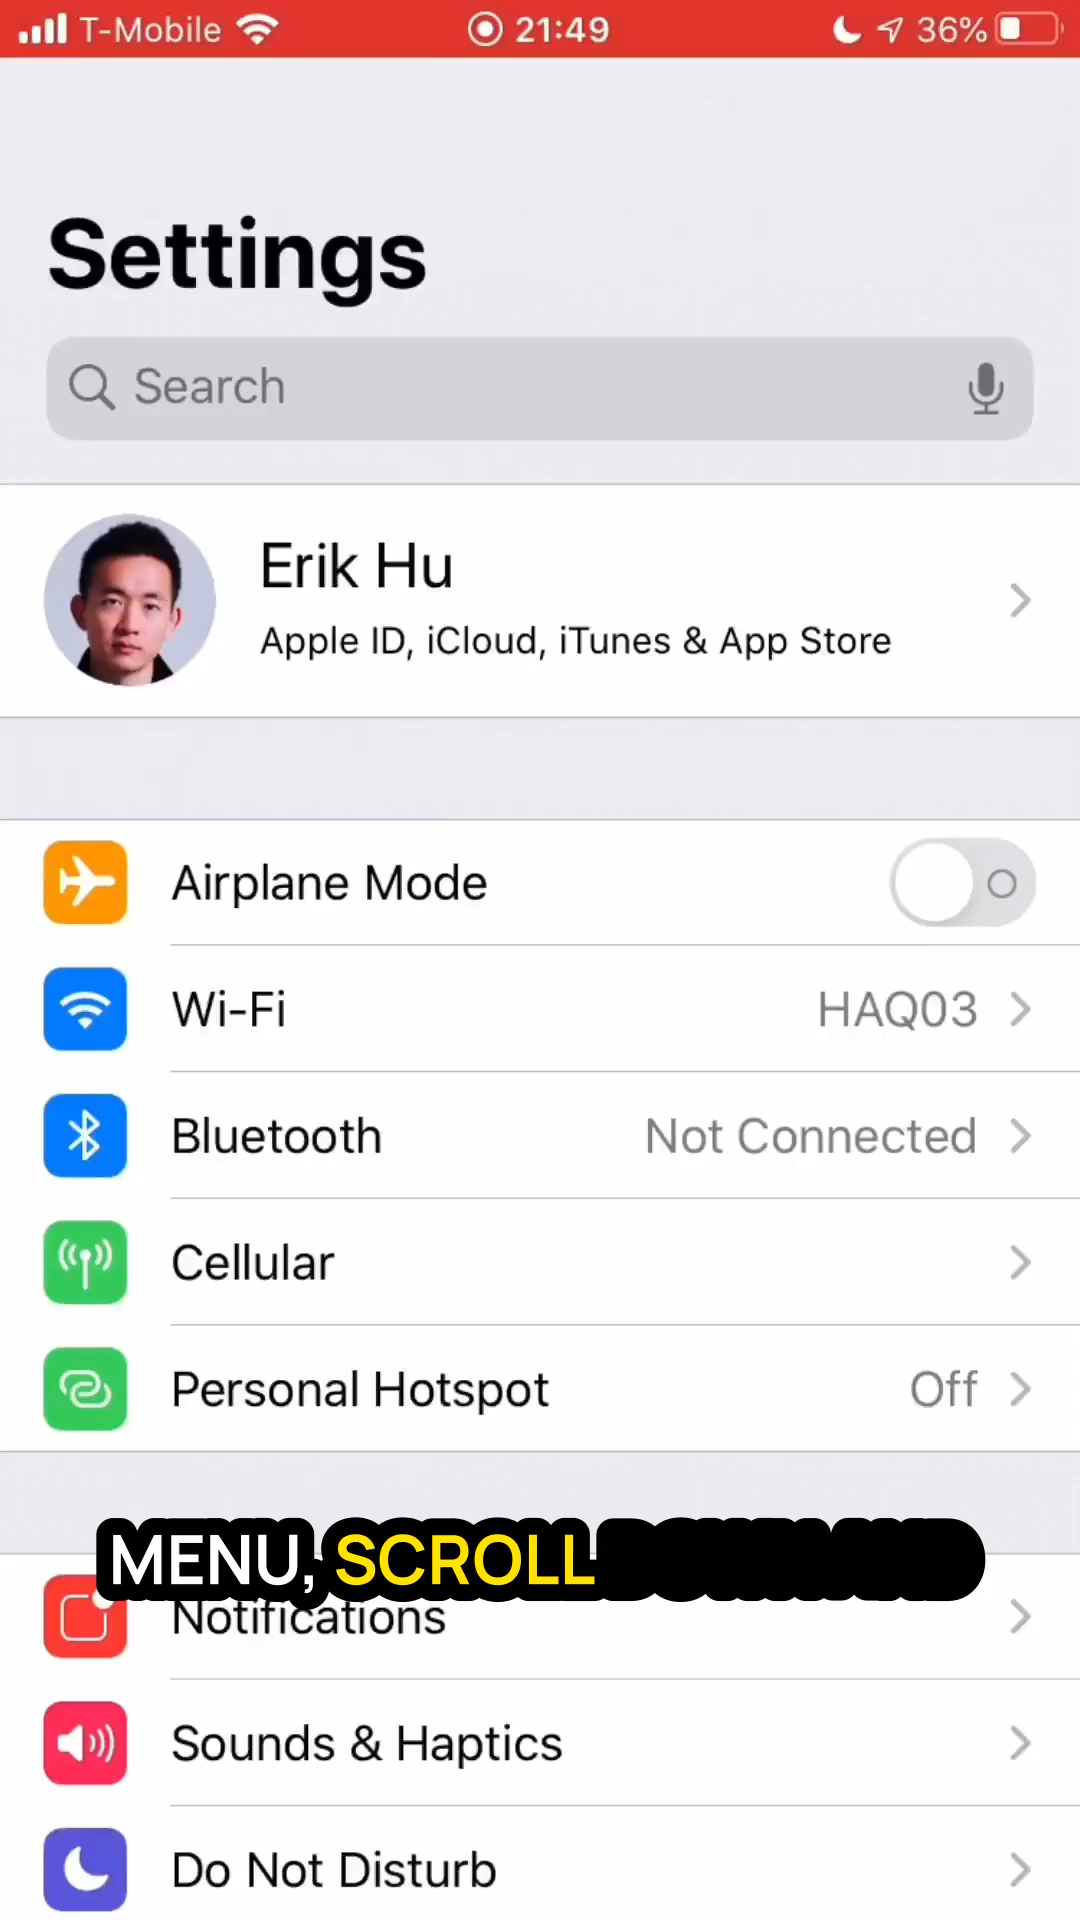 T-Mobile 21:49 36%
Settings
Search
Erik Hu
Apple ID, iCloud, iTunes & App Store
Airplane Mode
Wi-Fi HAQ03
Bluetooth Not Connected
Cellular
Personal Hotspot Off
MENU, SCROLL
Notifications
Sounds & Haptics
Do Not Disturb